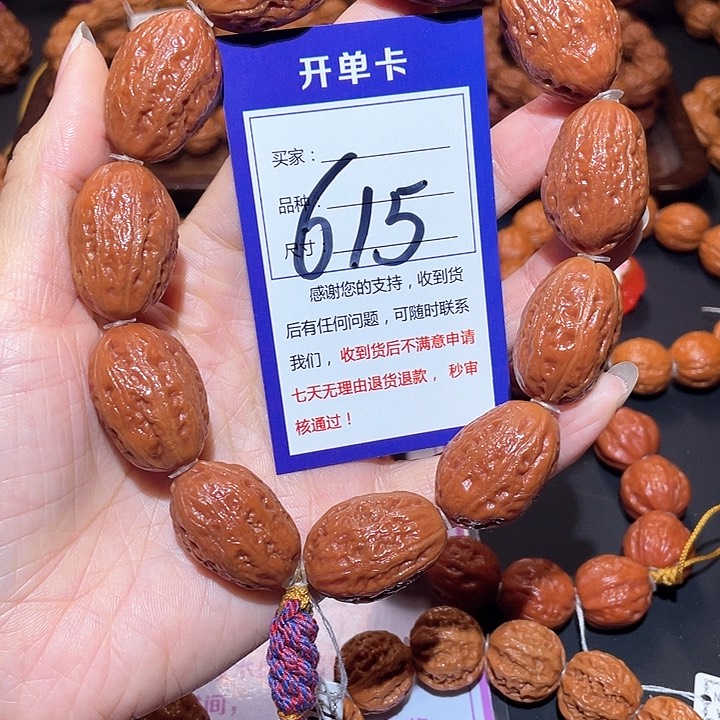 开单卡
买家：
品种：
尺寸：
615
感谢您的支持，收到货
后有任何问题，可随时联系
我们，收到货后不满意申请
七天无理由退货退款，秒审
核通过！